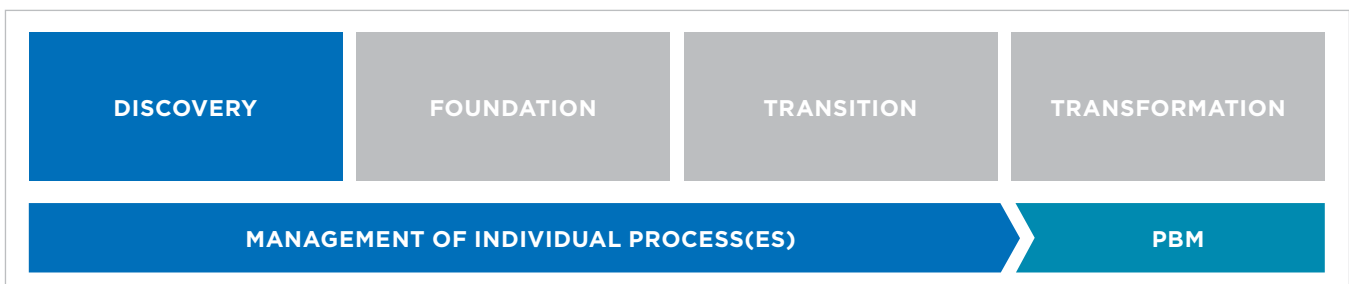 DISCOVERY
FOUNDATION
TRANSITION
TRANSFORMATION
MANAGEMENT OF INDIVIDUAL PROCESS(ES)
PBM